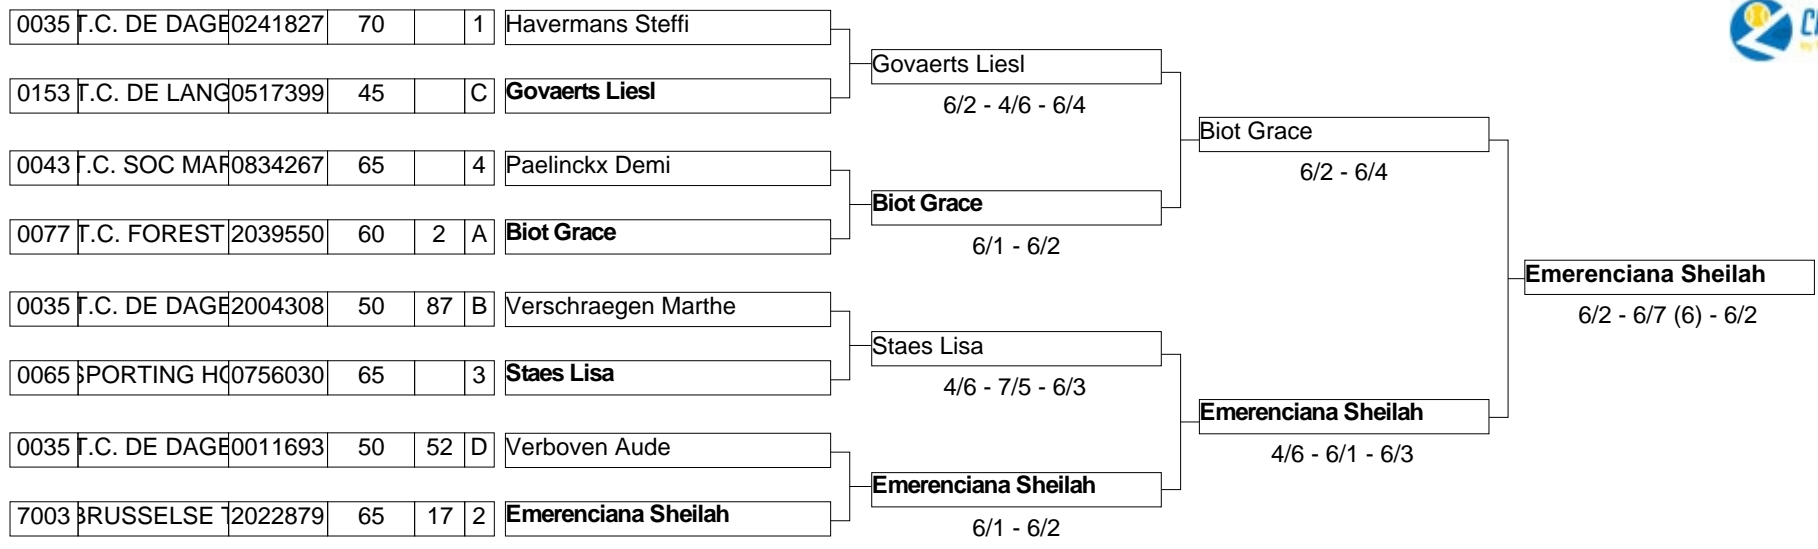 0035 T.C. DE DAGE 0241827 70 1 Havermans Steffi
Govaerts Liesl
0153 T.C. DE LANG 0517399 45 C Govaerts Liesl
6/2 - 4/6 - 6/4
Biot Grace
0043 T.C. SOC MAR 0834267 65 4 Paelinckx Demi
6/2 - 6/4
Biot Grace
0077 T.C. FOREST 2039550 60 2 A Biot Grace
6/1 - 6/2
Emerenciana Sheilah
0035 T.C. DE DAGE 2004308 50 87 B Verschraegen Marthe
6/2 - 6/7 (6) - 6/2
Staes Lisa
0065 SPORTING HO 0756030 65 3 Staes Lisa
4/6 - 7/5 - 6/3
Emerenciana Sheilah
0035 T.C. DE DAGE 0011693 50 52 D Verboven Aude
4/6 - 6/1 - 6/3
Emerenciana Sheilah
7003 BRUSSELSE T 2022879 65 17 2 Emerenciana Sheilah
6/1 - 6/2